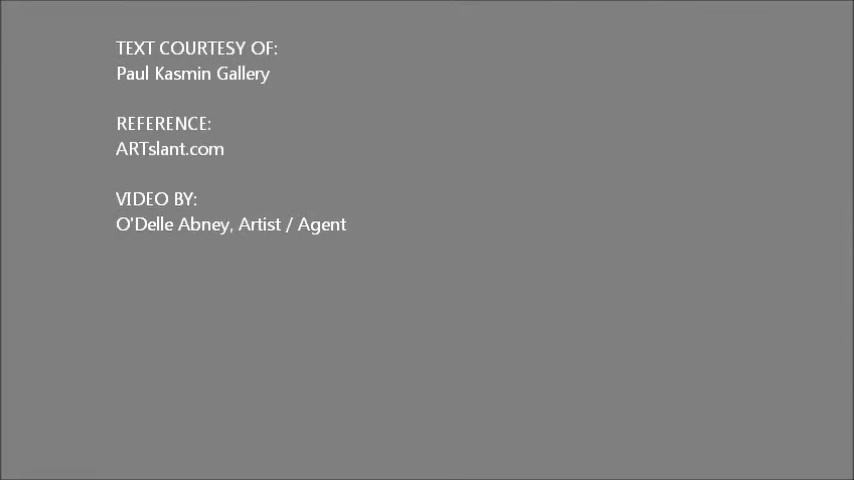 TEXT COURTESY OF:
Paul Kasmin Gallery
REFERENCE:
ARTslant.com
VIDEO BY:
O'Delle Abney, Artist / Agent